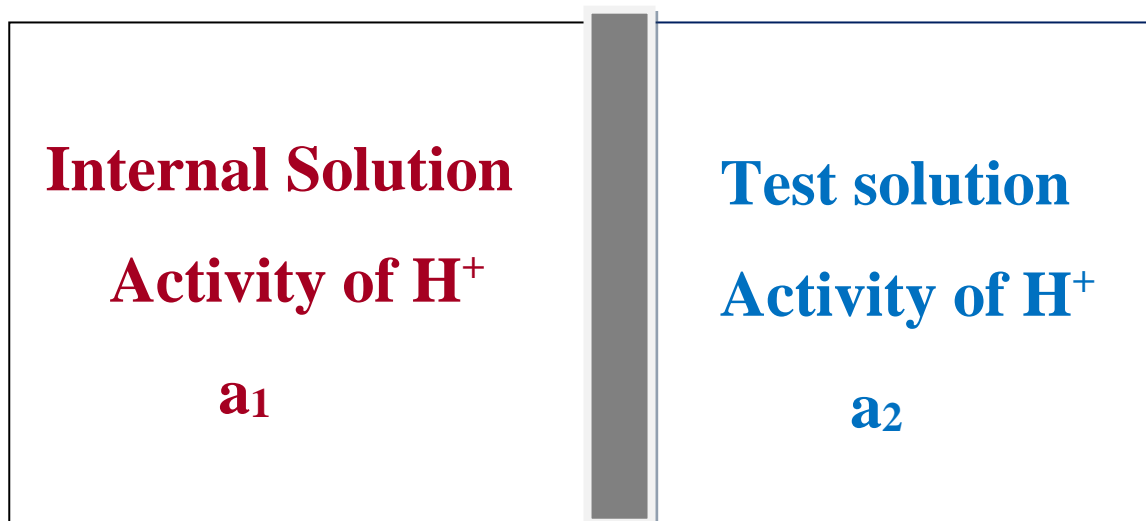 Internal Solution
Activity of H⁺
a₁
Test solution
Activity of H⁺
a₂